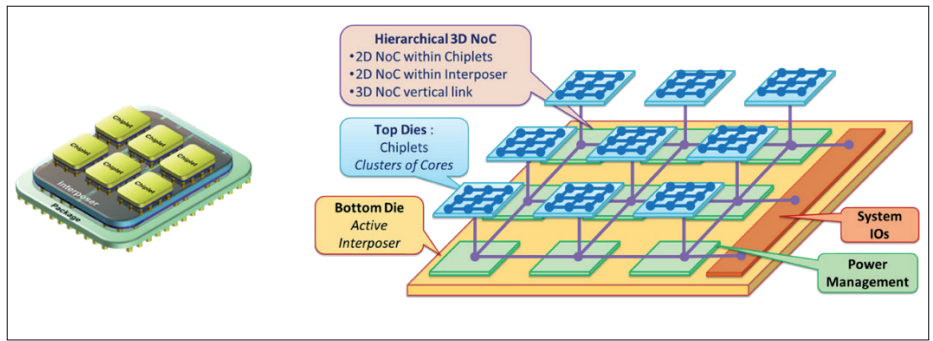 Chiplet
Chiplet
Chiplet
Chiplet
Chiplet
Chiplet
Interposer
Package
Hierarchical 3D NoC
•2D NoC within Chiplets
•2D NoC within Interposer
•3D NoC vertical link
Top Dies :
Chiplets
Clusters of Cores
Bottom Die
Active
Interposer
System
IOs
Power
Management